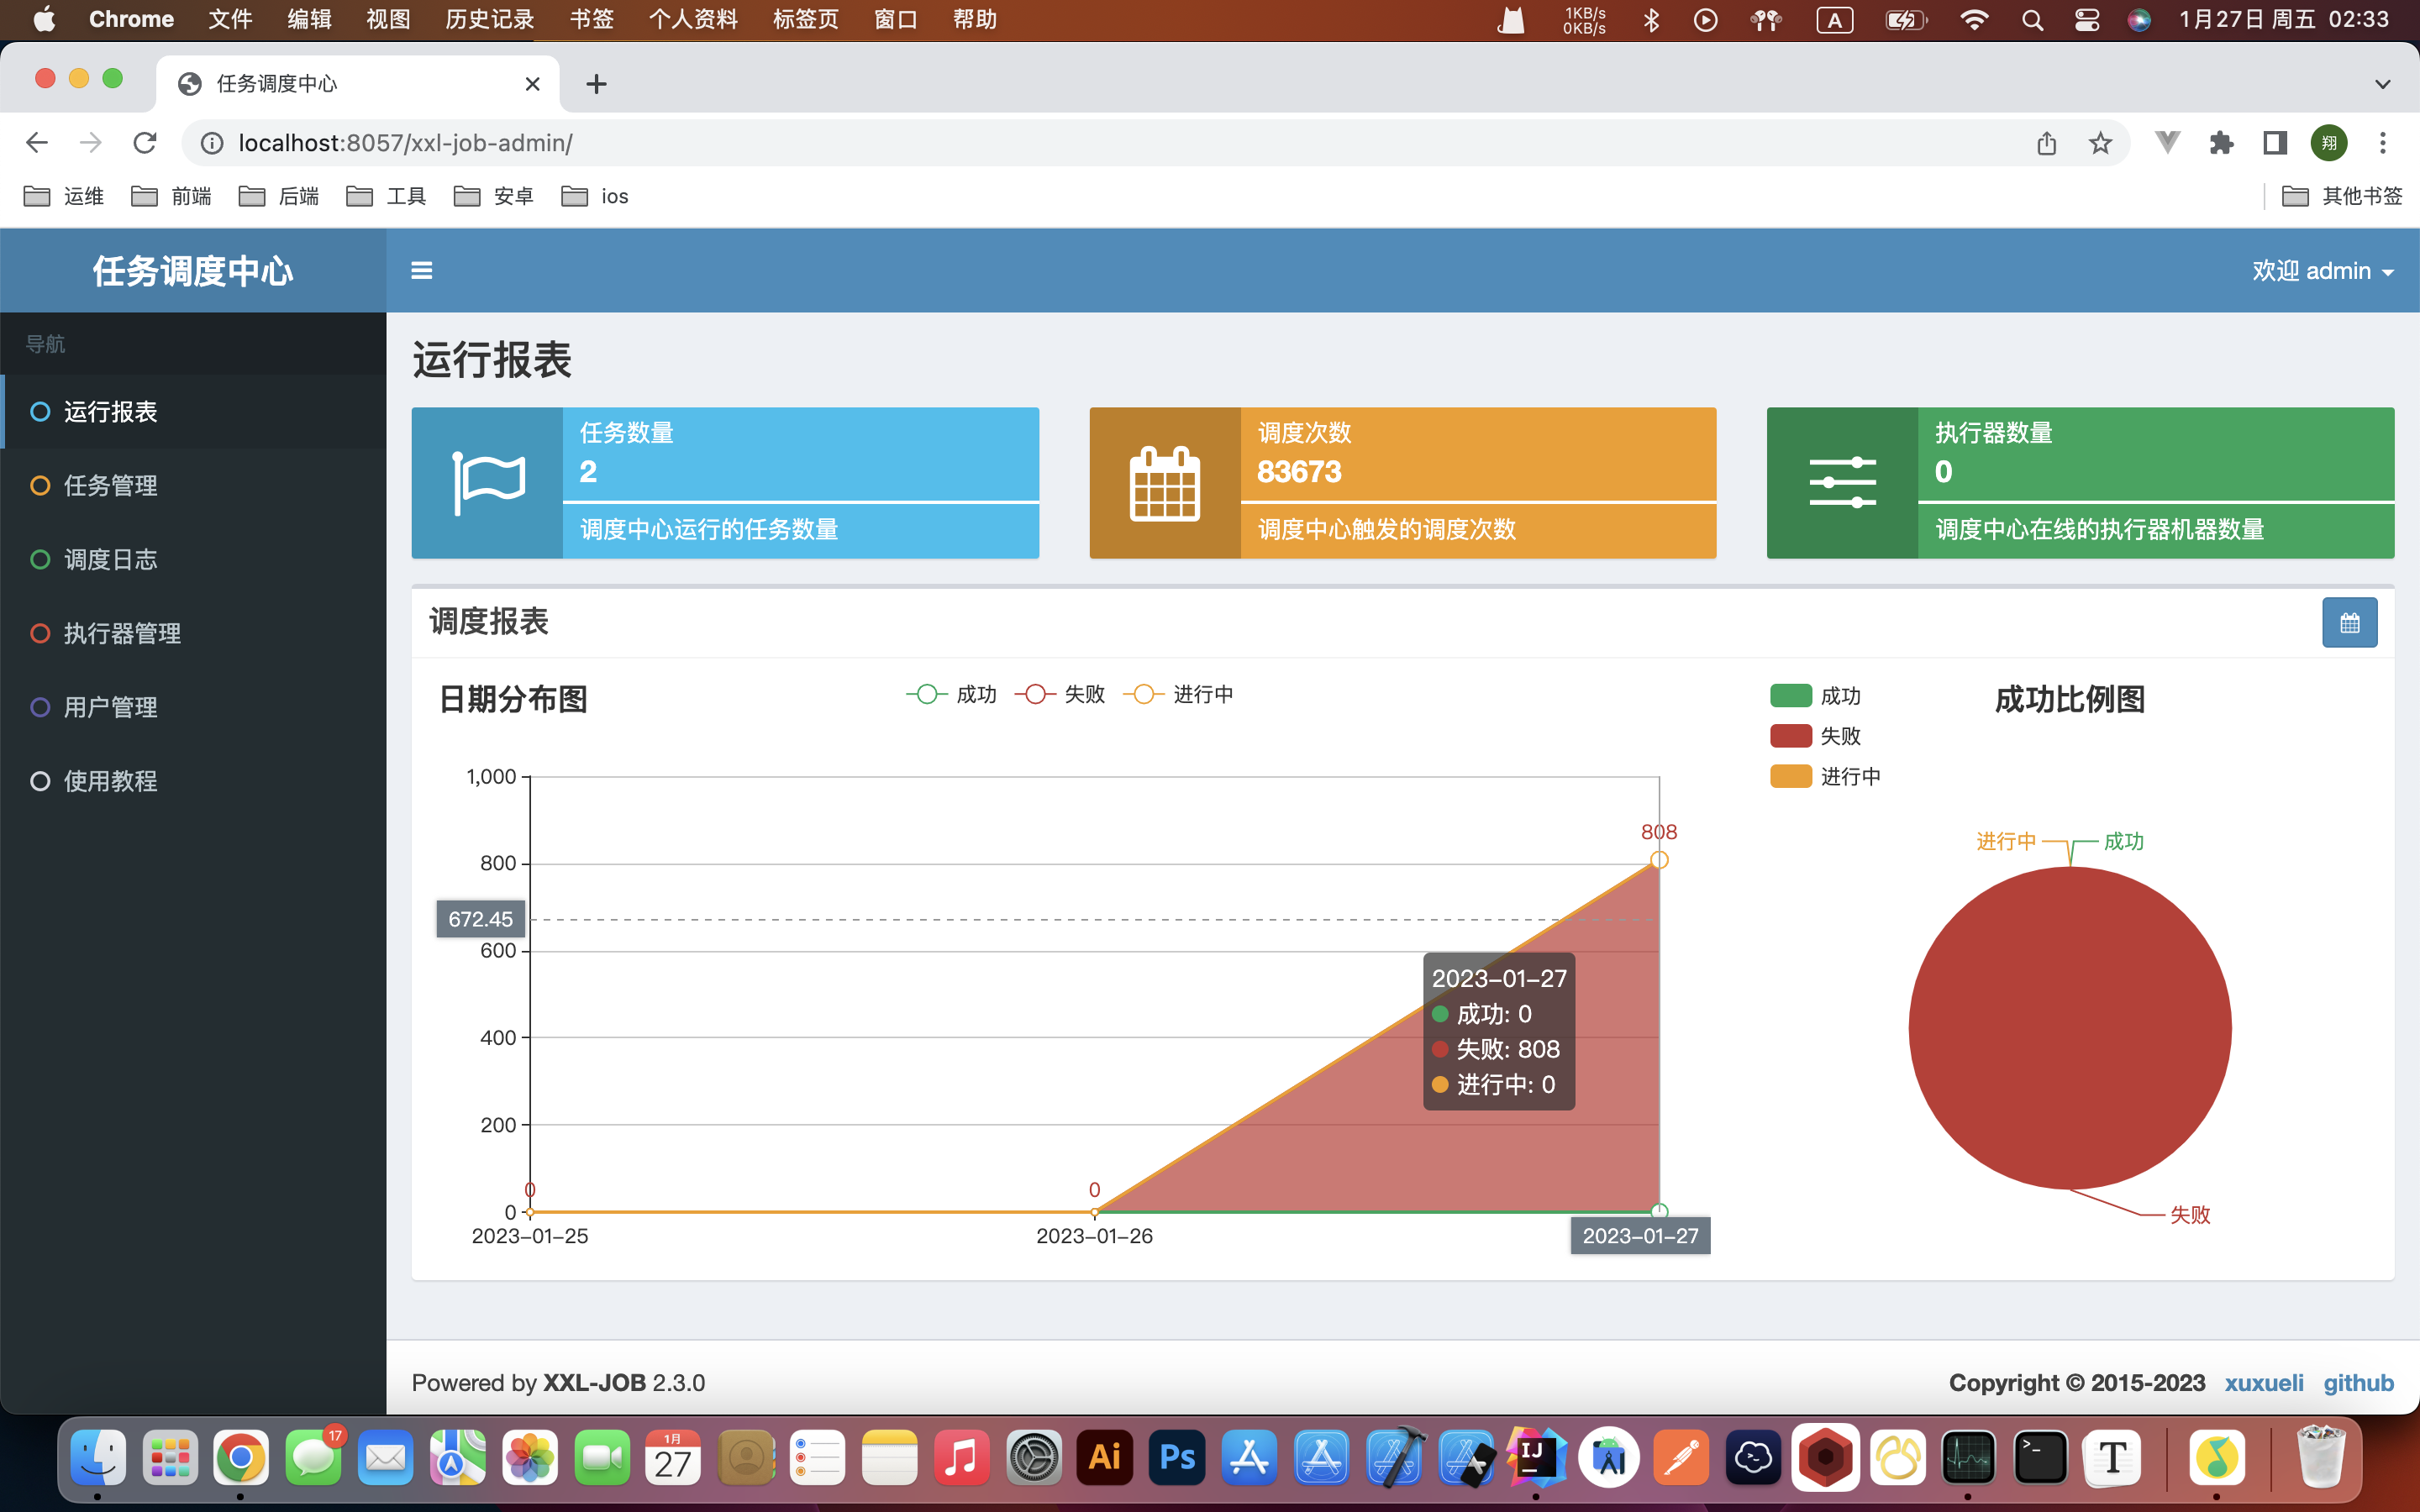 Chrome 文件 编辑 视图 历史记录 书签 个人资料 标签页 窗口 帮助 1KB/s 0KB/s A 1月27日 周五 02:33
任务调度中心
localhost:8057/xxl-job-admin/ 翔
运维 前端 后端 工具 安卓 ios 其他书签
任务调度中心 欢迎 admin
导航
运行报表
任务管理
调度日志
执行器管理
用户管理
使用教程
运行报表
任务数量
2
调度中心运行的任务数量
调度次数
83673
调度中心触发的调度次数
执行器数量
0
调度中心在线的执行器机器数量
调度报表
日期分布图
成功 失败 进行中
1,000
808
800
672.45
600
400
200
0 0
0
2023-01-25 2023-01-26 2023-01-27
2023-01-27
成功: 0
失败: 808
进行中: 0
成功
失败
进行中
成功比例图
进行中 成功
失败
Powered by XXL-JOB 2.3.0
Copyright © 2015-2023 xuxueli github
17
1月
27
Ai
Ps
IJ
>_
T